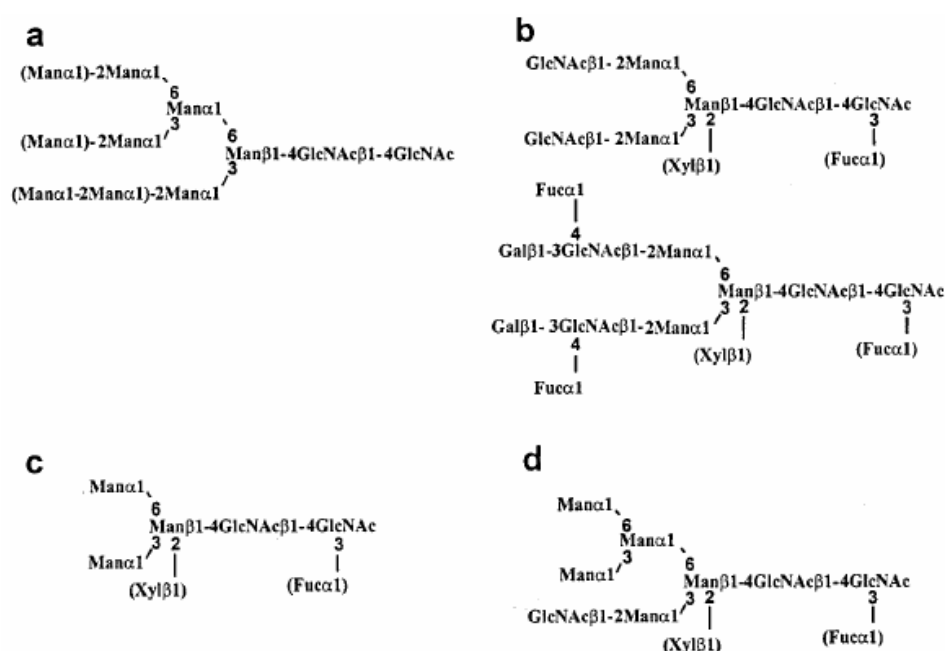 a
(Manα1)-2Manα1
6
Manα1
3
(Manα1)-2Manα1
6
Manβ1-4GlcNAcβ1-4GlcNAc
3
(Manα1-2Manα1)-2Manα1
b
GlcNAcβ1- 2Manα1
6
Manβ1-4GlcNAcβ1-4GlcNAc
3 2 3
GlcNAcβ1- 2Manα1
(Xylβ1) (Fucα1)
Fucα1
4
Galβ1-3GlcNAcβ1-2Manα1
6
Manβ1-4GlcNAcβ1-4GlcNAc
3 2 3
Galβ1- 3GlcNAcβ1-2Manα1
4 (Xylβ1) (Fucα1)
Fucα1
c
Manα1
6
Manβ1-4GlcNAcβ1-4GlcNAc
3 2 3
Manα1
(Xylβ1) (Fucα1)
d
Manα1
6
Manα1
3
Manα1
6
Manβ1-4GlcNAcβ1-4GlcNAc
3 2 3
GlcNAcβ1-2Manα1
(Xylβ1) (Fucα1)